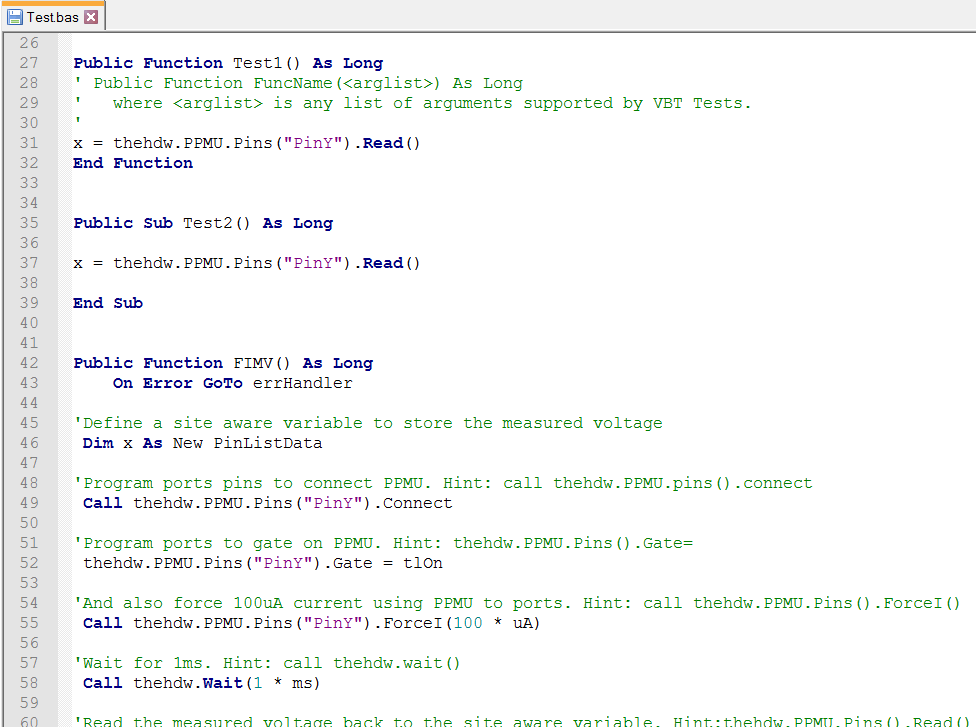 Test.bas
26
27 Public Function Test1() As Long
28 ' Public Function FuncName(<arglist>) As Long
29 '   where <arglist> is any list of arguments supported by VBT Tests.
30 '
31 x = thehdw.PPMU.Pins("PinY").Read()
32 End Function
33
34
35 Public Sub Test2() As Long
36
37 x = thehdw.PPMU.Pins("PinY").Read()
38
39 End Sub
40
41
42 Public Function FIMV() As Long
43     On Error GoTo errHandler
44
45 'Define a site aware variable to store the measured voltage
46  Dim x As New PinListData
47
48 'Program ports pins to connect PPMU. Hint: call thehdw.PPMU.pins().connect
49  Call thehdw.PPMU.Pins("PinY").Connect
50
51 'Program ports to gate on PPMU. Hint: thehdw.PPMU.Pins().Gate=
52  thehdw.PPMU.Pins("PinY").Gate = tlOn
53
54 'And also force 100uA current using PPMU to ports. Hint: call thehdw.PPMU.Pins().ForceI()
55  Call thehdw.PPMU.Pins("PinY").ForceI(100 * uA)
56
57 'Wait for 1ms. Hint: call thehdw.wait()
58  Call thehdw.Wait(1 * ms)
59
60 'Read the measured voltage back to the site aware variable. Hint:thehdw.PPMU.Pins().Read()